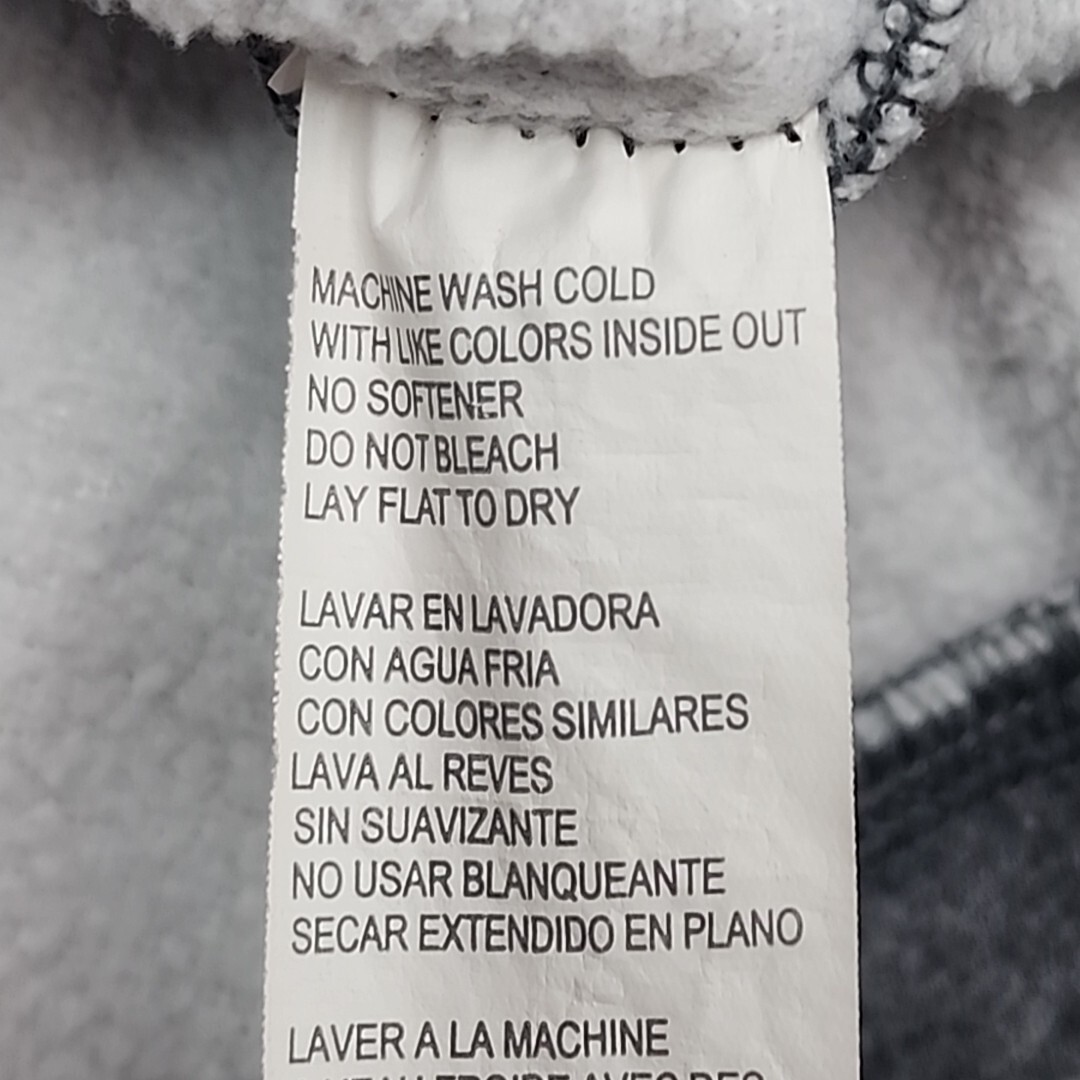 MACHINE WASH COLD
WITH LIKE COLORS INSIDE OUT
NO SOFTENER
DO NOT BLEACH
LAY FLAT TO DRY
LAVAR EN LAVADORA
CON AGUA FRIA
CON COLORES SIMILARES
LAVA AL REVES
SIN SUAVIZANTE
NO USAR BLANQUEANTE
SECAR EXTENDIDO EN PLANO
LAVER A LA MACHINE